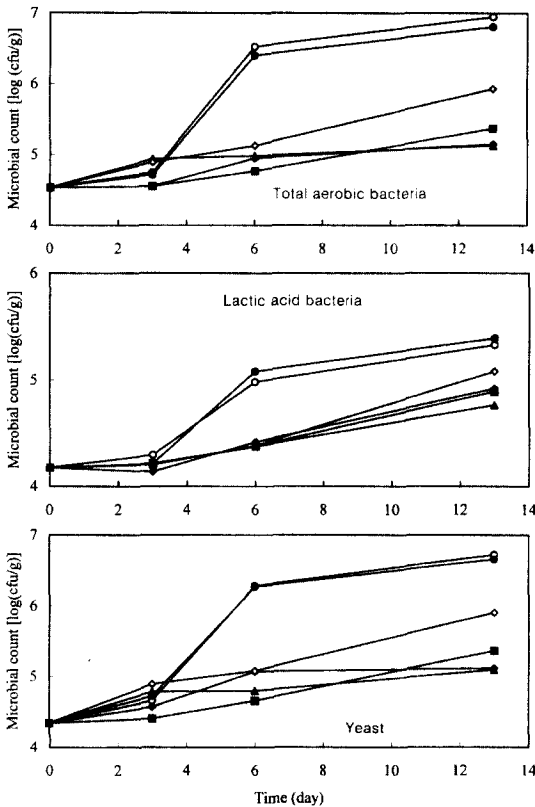 7
6
5
4
Microbial count [log (cfu/g)]
Total aerobic bacteria
0 2 4 6 8 10 12 14
6
5
4
Microbial count [log(cfu/g)]
Lactic acid bacteria
0 2 4 6 8 10 12 14
7
6
5
4
Microbial count [log(cfu/g)]
Yeast
0 2 4 6 8 10 12 14
Time (day)